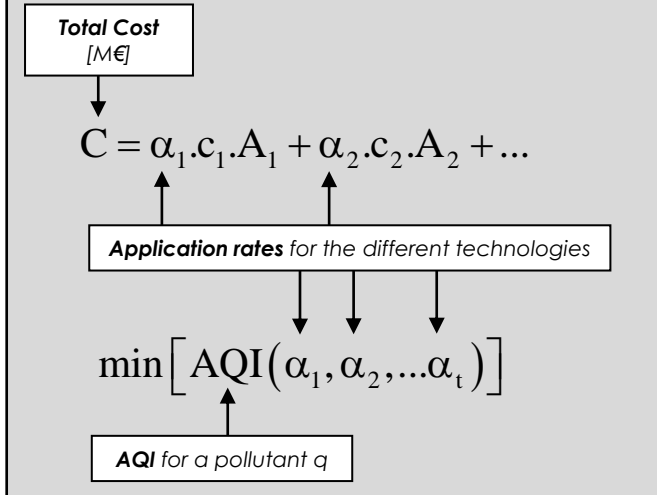 Total Cost
[M€]
C = α₁.c₁.A₁ + α₂.c₂.A₂ + ...
Application rates for the different technologies
min[AQI(α₁, α₂,...αₜ)]
AQI for a pollutant q